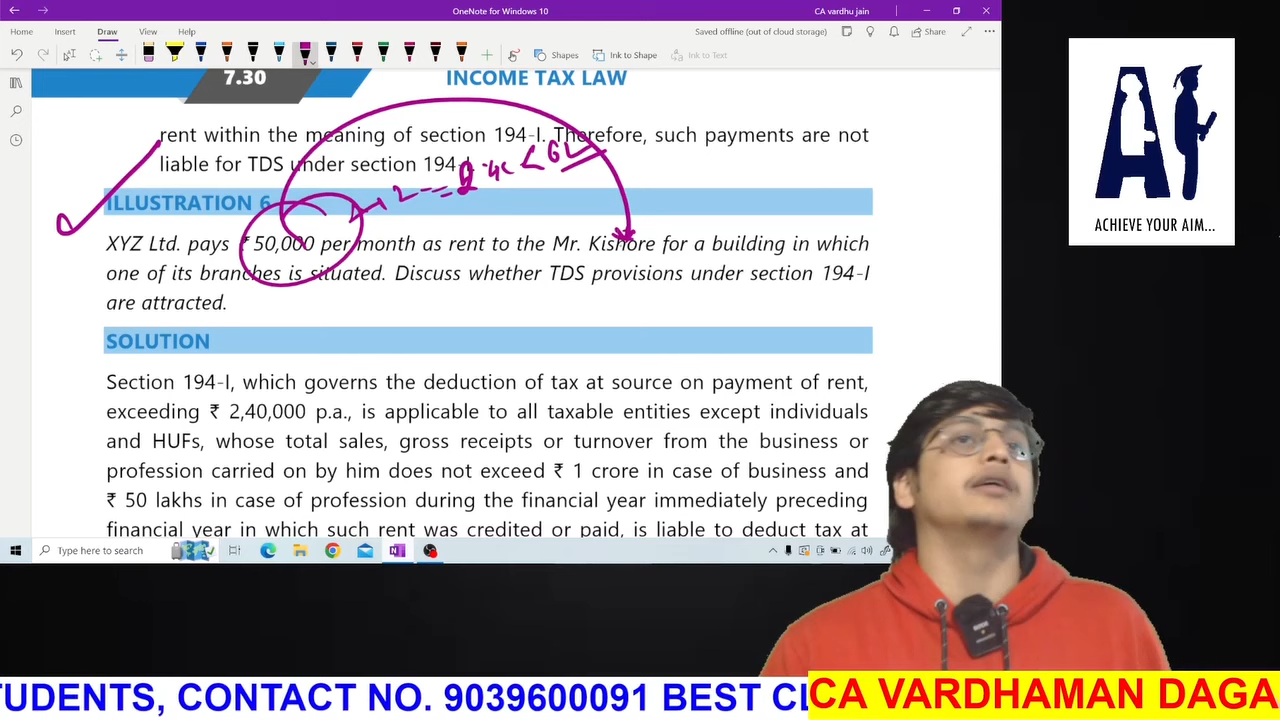 OneNote for Windows 10
CA vardhu jain
Home Insert Draw View Help
Saved offline (out of cloud storage)
Share
Shapes
Ink to Shape
Ink to Text
7.30
INCOME TAX LAW
rent within the meaning of section 194-I. Therefore, such payments are not
liable for TDS under section 194-I
ILLUSTRATION 6
XYZ Ltd. pays ₹ 50,000 per month as rent to the Mr. Kishore for a building in which
one of its branches is situated. Discuss whether TDS provisions under section 194-I
are attracted.
SOLUTION
Section 194-I, which governs the deduction of tax at source on payment of rent,
exceeding ₹ 2,40,000 p.a., is applicable to all taxable entities except individuals
and HUFs, whose total sales, gross receipts or turnover from the business or
profession carried on by him does not exceed ₹ 1 crore in case of business and
₹ 50 lakhs in case of profession during the financial year immediately preceding
financial year in which such rent was credited or paid, is liable to deduct tax at
Type here to search
AI
ACHIEVE YOUR AIM...
TUDENTS, CONTACT NO. 9039600091 BEST CL
CA VARDHAMAN DAGA